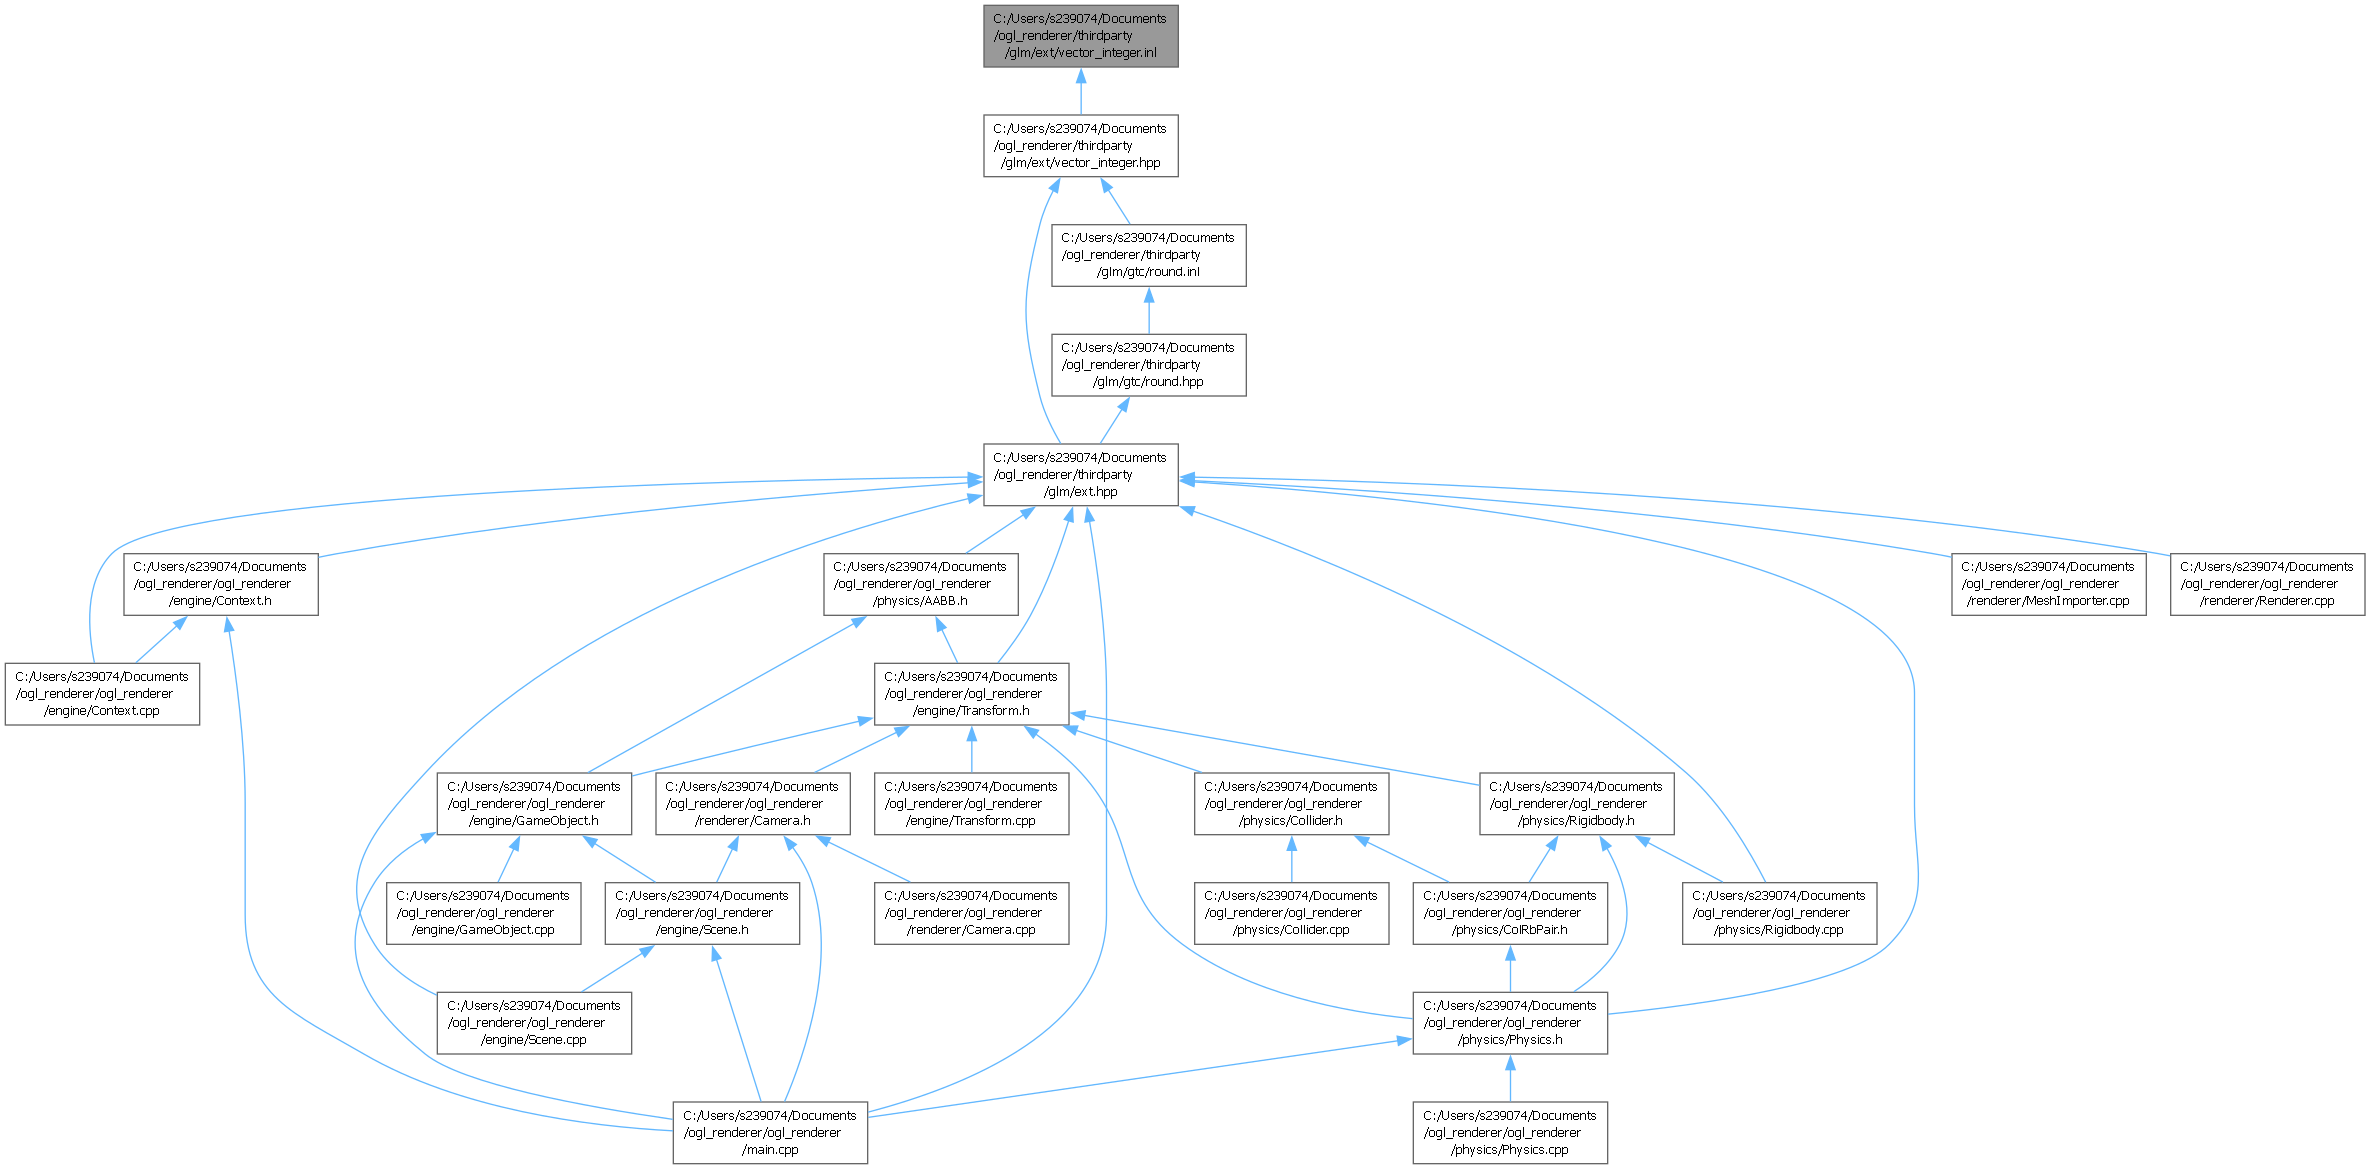 C:/Users/s239074/Documents
/ogl_renderer/thirdparty
/glm/ext/vector_integer.inl
C:/Users/s239074/Documents
/ogl_renderer/thirdparty
/glm/ext/vector_integer.hpp
C:/Users/s239074/Documents
/ogl_renderer/thirdparty
/glm/gtc/round.inl
C:/Users/s239074/Documents
/ogl_renderer/thirdparty
/glm/gtc/round.hpp
C:/Users/s239074/Documents
/ogl_renderer/thirdparty
/glm/ext.hpp
C:/Users/s239074/Documents
/ogl_renderer/ogl_renderer
/engine/Context.h
C:/Users/s239074/Documents
/ogl_renderer/ogl_renderer
/physics/AABB.h
C:/Users/s239074/Documents
/ogl_renderer/ogl_renderer
/renderer/MeshImporter.cpp
C:/Users/s239074/Documents
/ogl_renderer/ogl_renderer
/renderer/Renderer.cpp
C:/Users/s239074/Documents
/ogl_renderer/ogl_renderer
/engine/Context.cpp
C:/Users/s239074/Documents
/ogl_renderer/ogl_renderer
/engine/Transform.h
C:/Users/s239074/Documents
/ogl_renderer/ogl_renderer
/engine/GameObject.h
C:/Users/s239074/Documents
/ogl_renderer/ogl_renderer
/renderer/Camera.h
C:/Users/s239074/Documents
/ogl_renderer/ogl_renderer
/engine/Transform.cpp
C:/Users/s239074/Documents
/ogl_renderer/ogl_renderer
/physics/Collider.h
C:/Users/s239074/Documents
/ogl_renderer/ogl_renderer
/physics/Rigidbody.h
C:/Users/s239074/Documents
/ogl_renderer/ogl_renderer
/engine/GameObject.cpp
C:/Users/s239074/Documents
/ogl_renderer/ogl_renderer
/engine/Scene.h
C:/Users/s239074/Documents
/ogl_renderer/ogl_renderer
/renderer/Camera.cpp
C:/Users/s239074/Documents
/ogl_renderer/ogl_renderer
/physics/Collider.cpp
C:/Users/s239074/Documents
/ogl_renderer/ogl_renderer
/physics/ColRbPair.h
C:/Users/s239074/Documents
/ogl_renderer/ogl_renderer
/physics/Rigidbody.cpp
C:/Users/s239074/Documents
/ogl_renderer/ogl_renderer
/engine/Scene.cpp
C:/Users/s239074/Documents
/ogl_renderer/ogl_renderer
/physics/Physics.h
C:/Users/s239074/Documents
/ogl_renderer/ogl_renderer
/main.cpp
C:/Users/s239074/Documents
/ogl_renderer/ogl_renderer
/physics/Physics.cpp